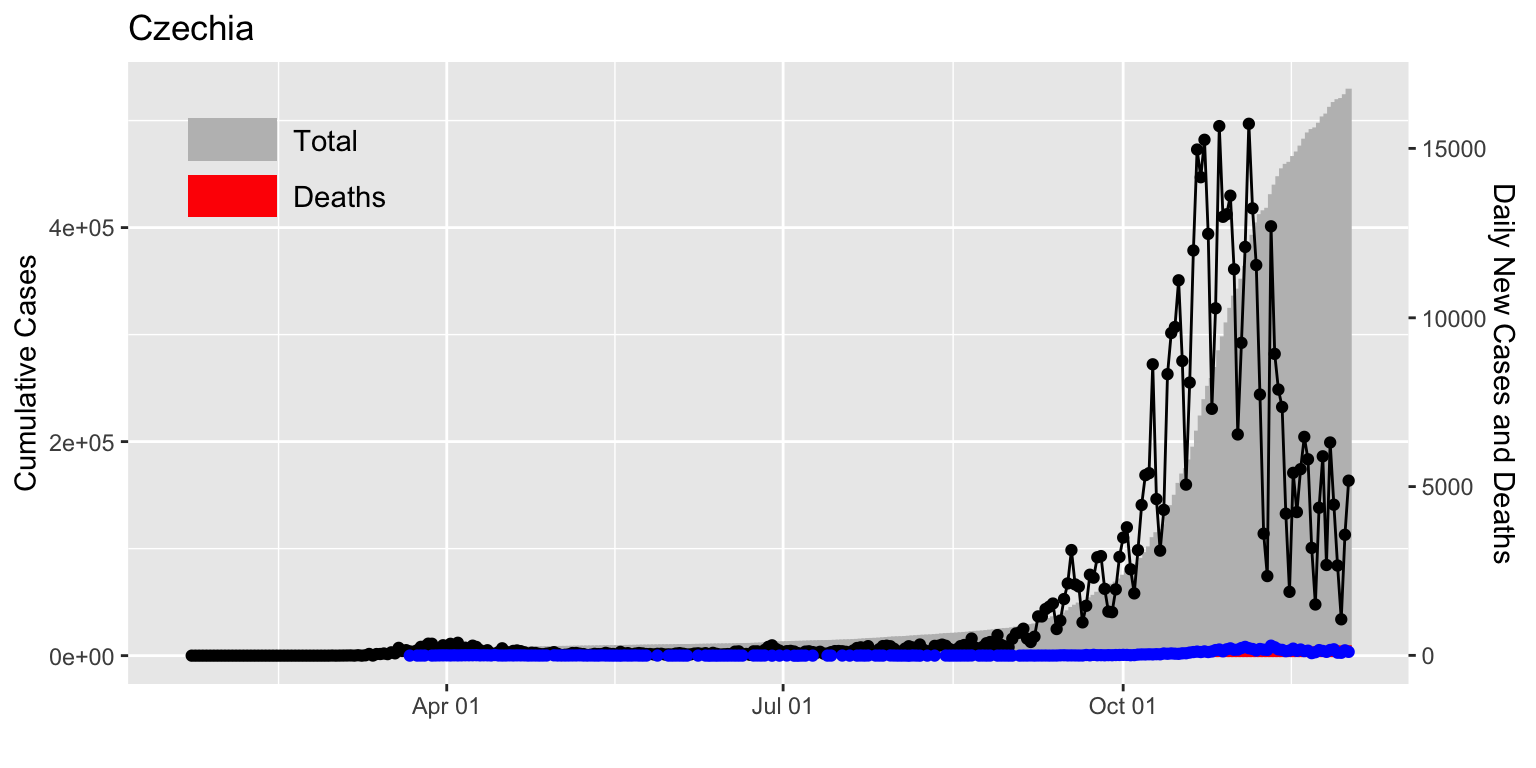 Czechia
Total
Deaths
Cumulative Cases
4e+05
2e+05
0e+00
15000
10000
5000
0
Daily New Cases and Deaths
Apr 01
Jul 01
Oct 01